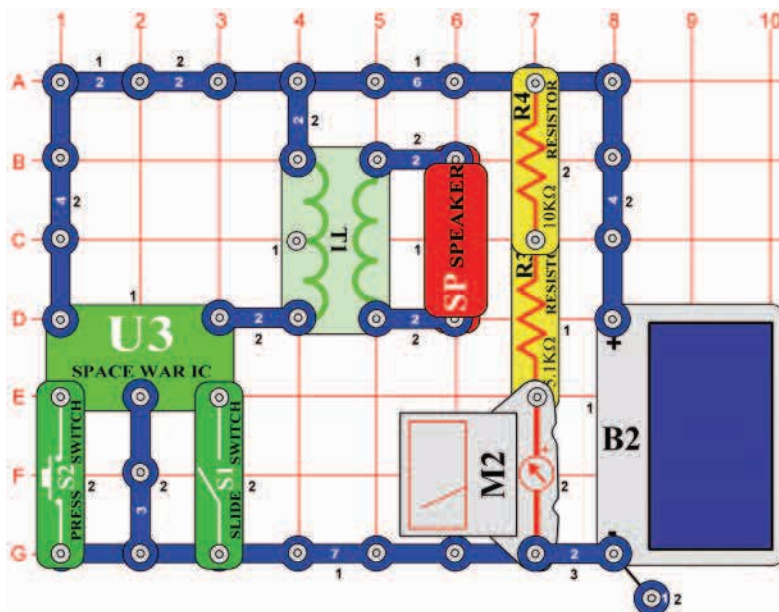 1 2 3 4 5 6 7 8 9 10
1 2 1
A 2 2 6
R4
RESISTOR
10KΩ
2 2 2
B 2
4 2 2 4 2
T1
1 1
C
SP SPEAKER
R3
RESISTOR
5.1KΩ
1
1
D 2 2
2 2
+
U3
SPACE WAR IC
E
1
B2
S2
PRESS SWITCH
2
S1
SLIDE SWITCH
2
3 2
M2
+
2
F
G 7 2
-
1 3
1 2